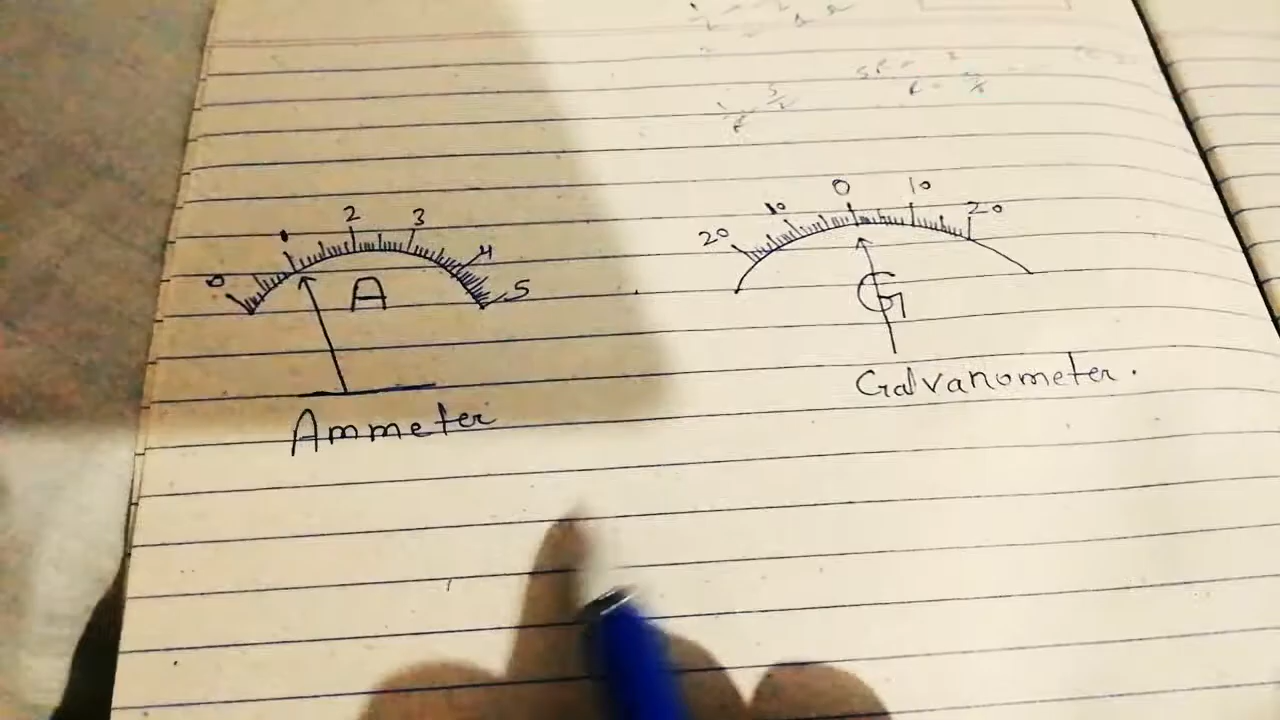 0 1 2 3 4 5
A
Ammeter
20 10 0 10 20
G
Galvanometer.